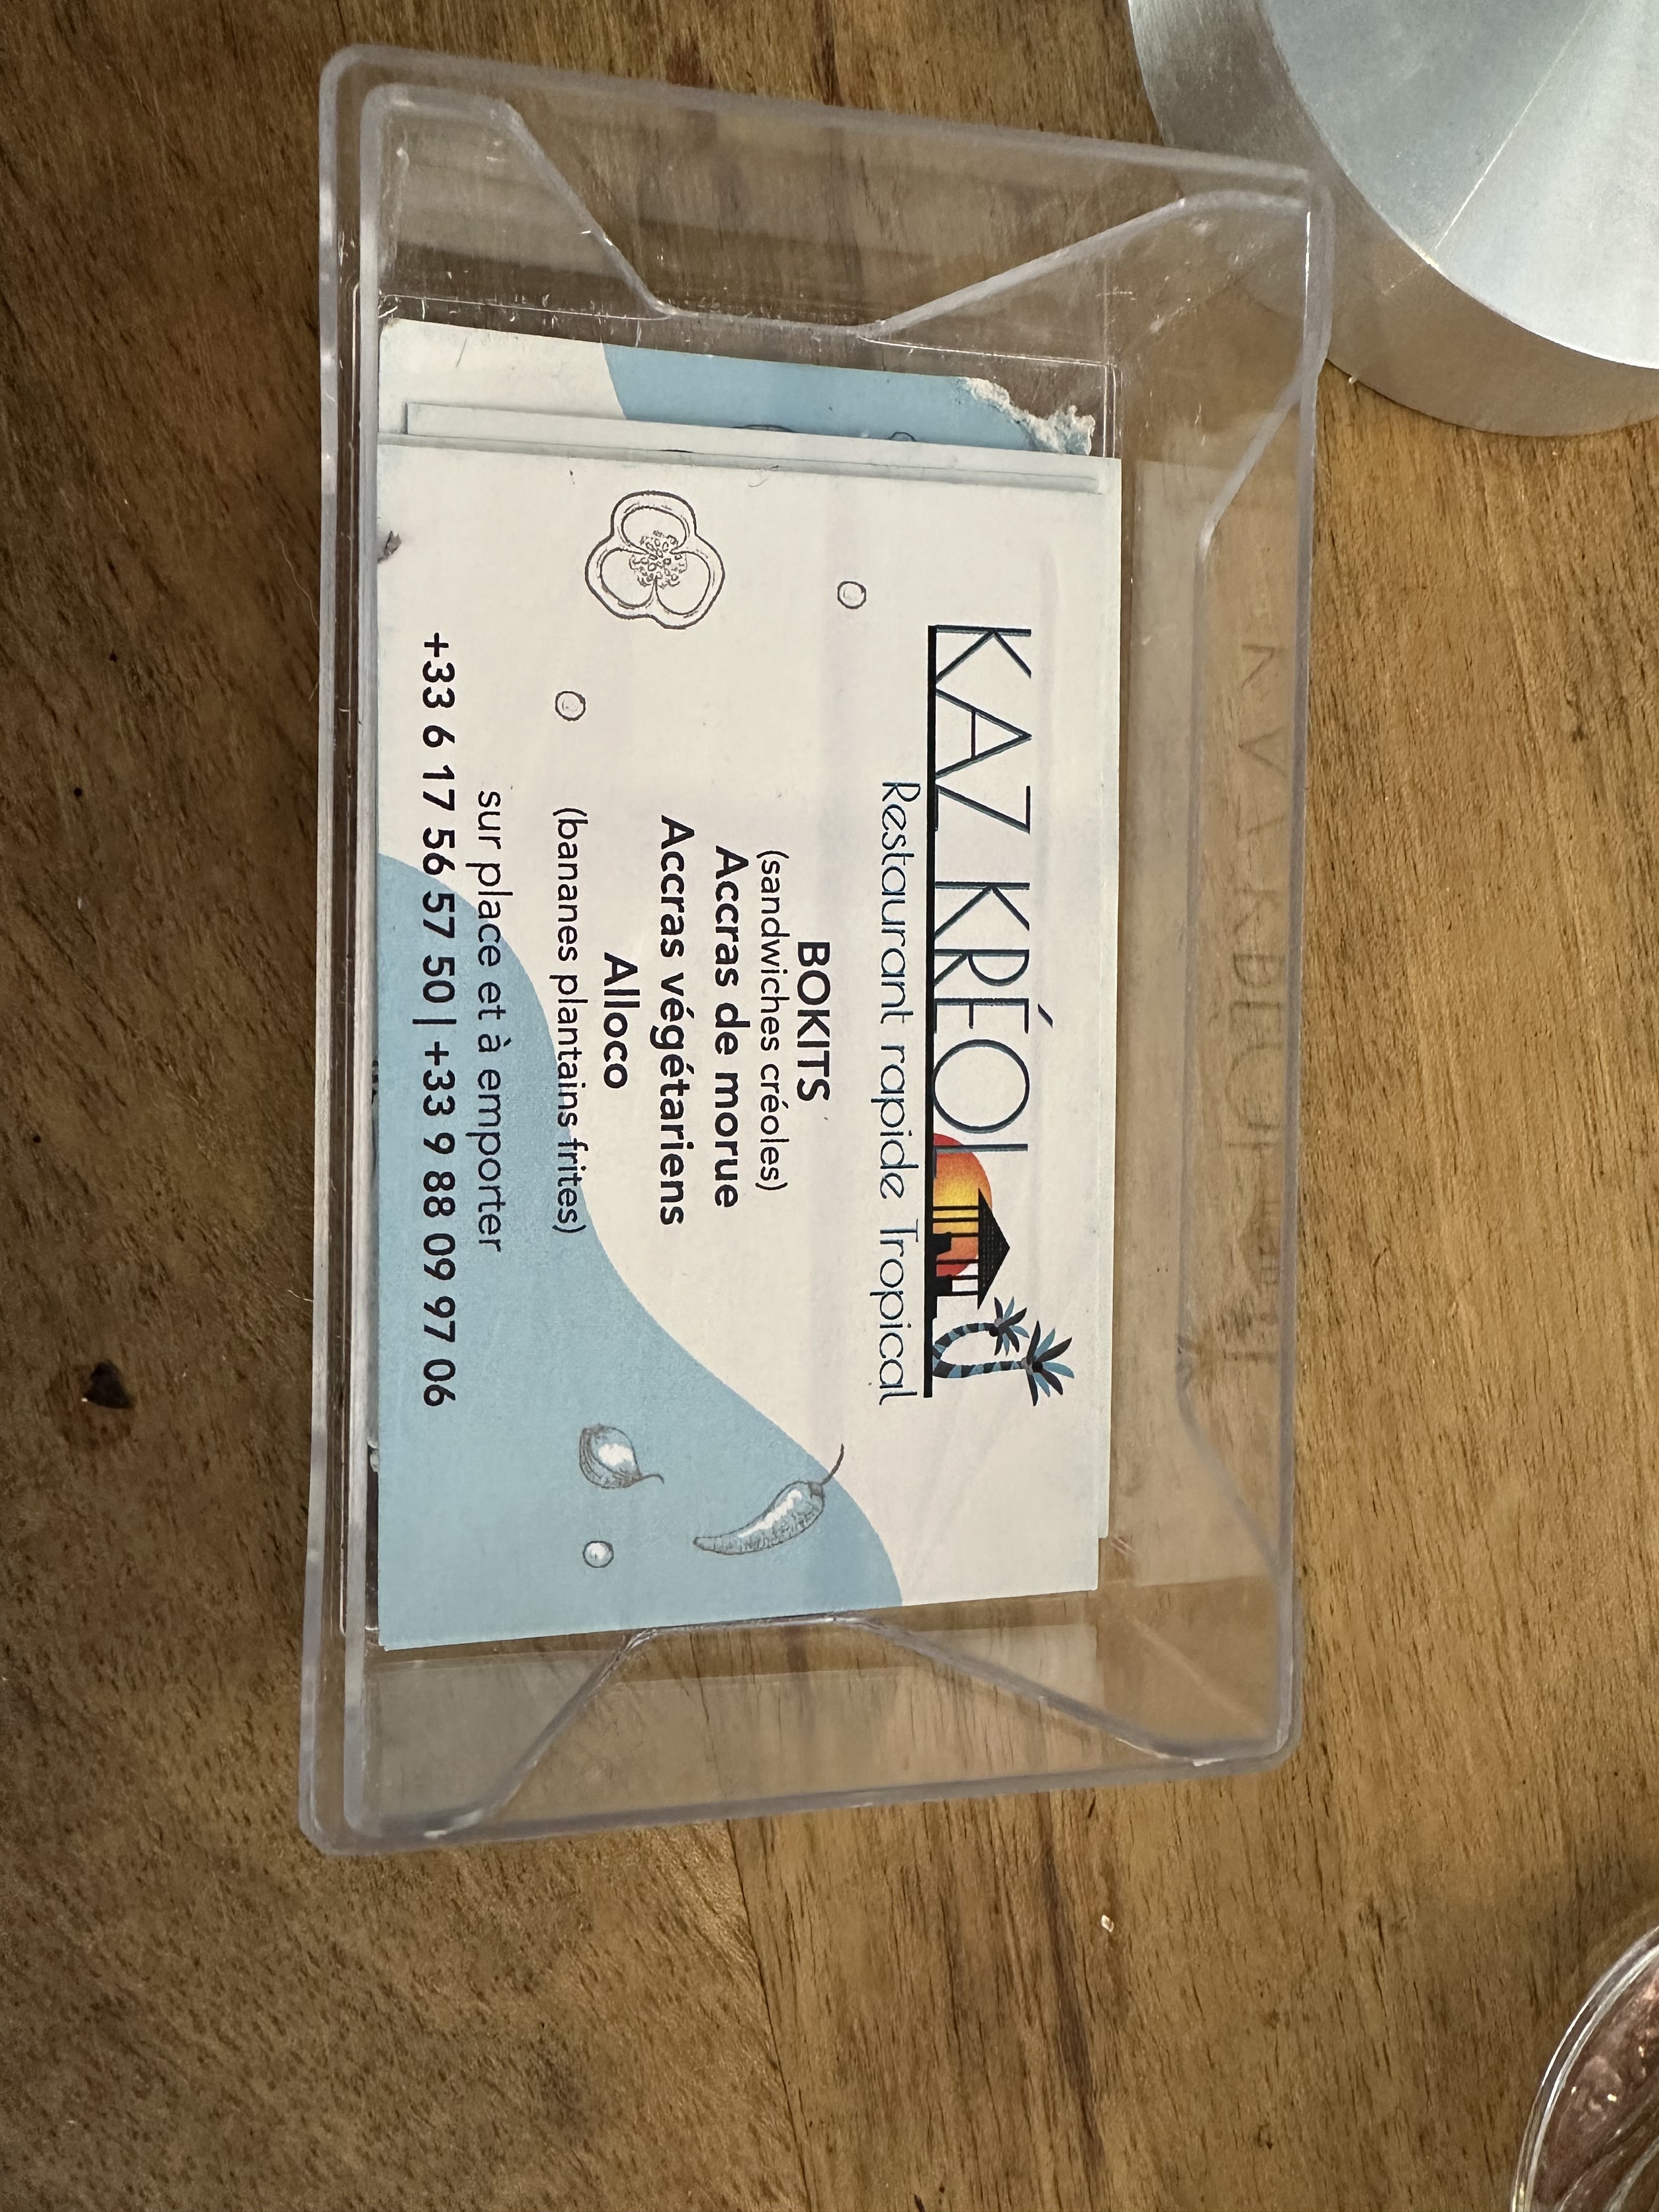 KAZ KRÉOL
Restaurant rapide Tropical
BOKITS
(sandwiches créoles)
Accras de morue
Accras végétariens
Alloco
(bananes plantains frites)
sur place et à emporter
+33 6 17 56 57 50 | +33 9 88 09 97 06